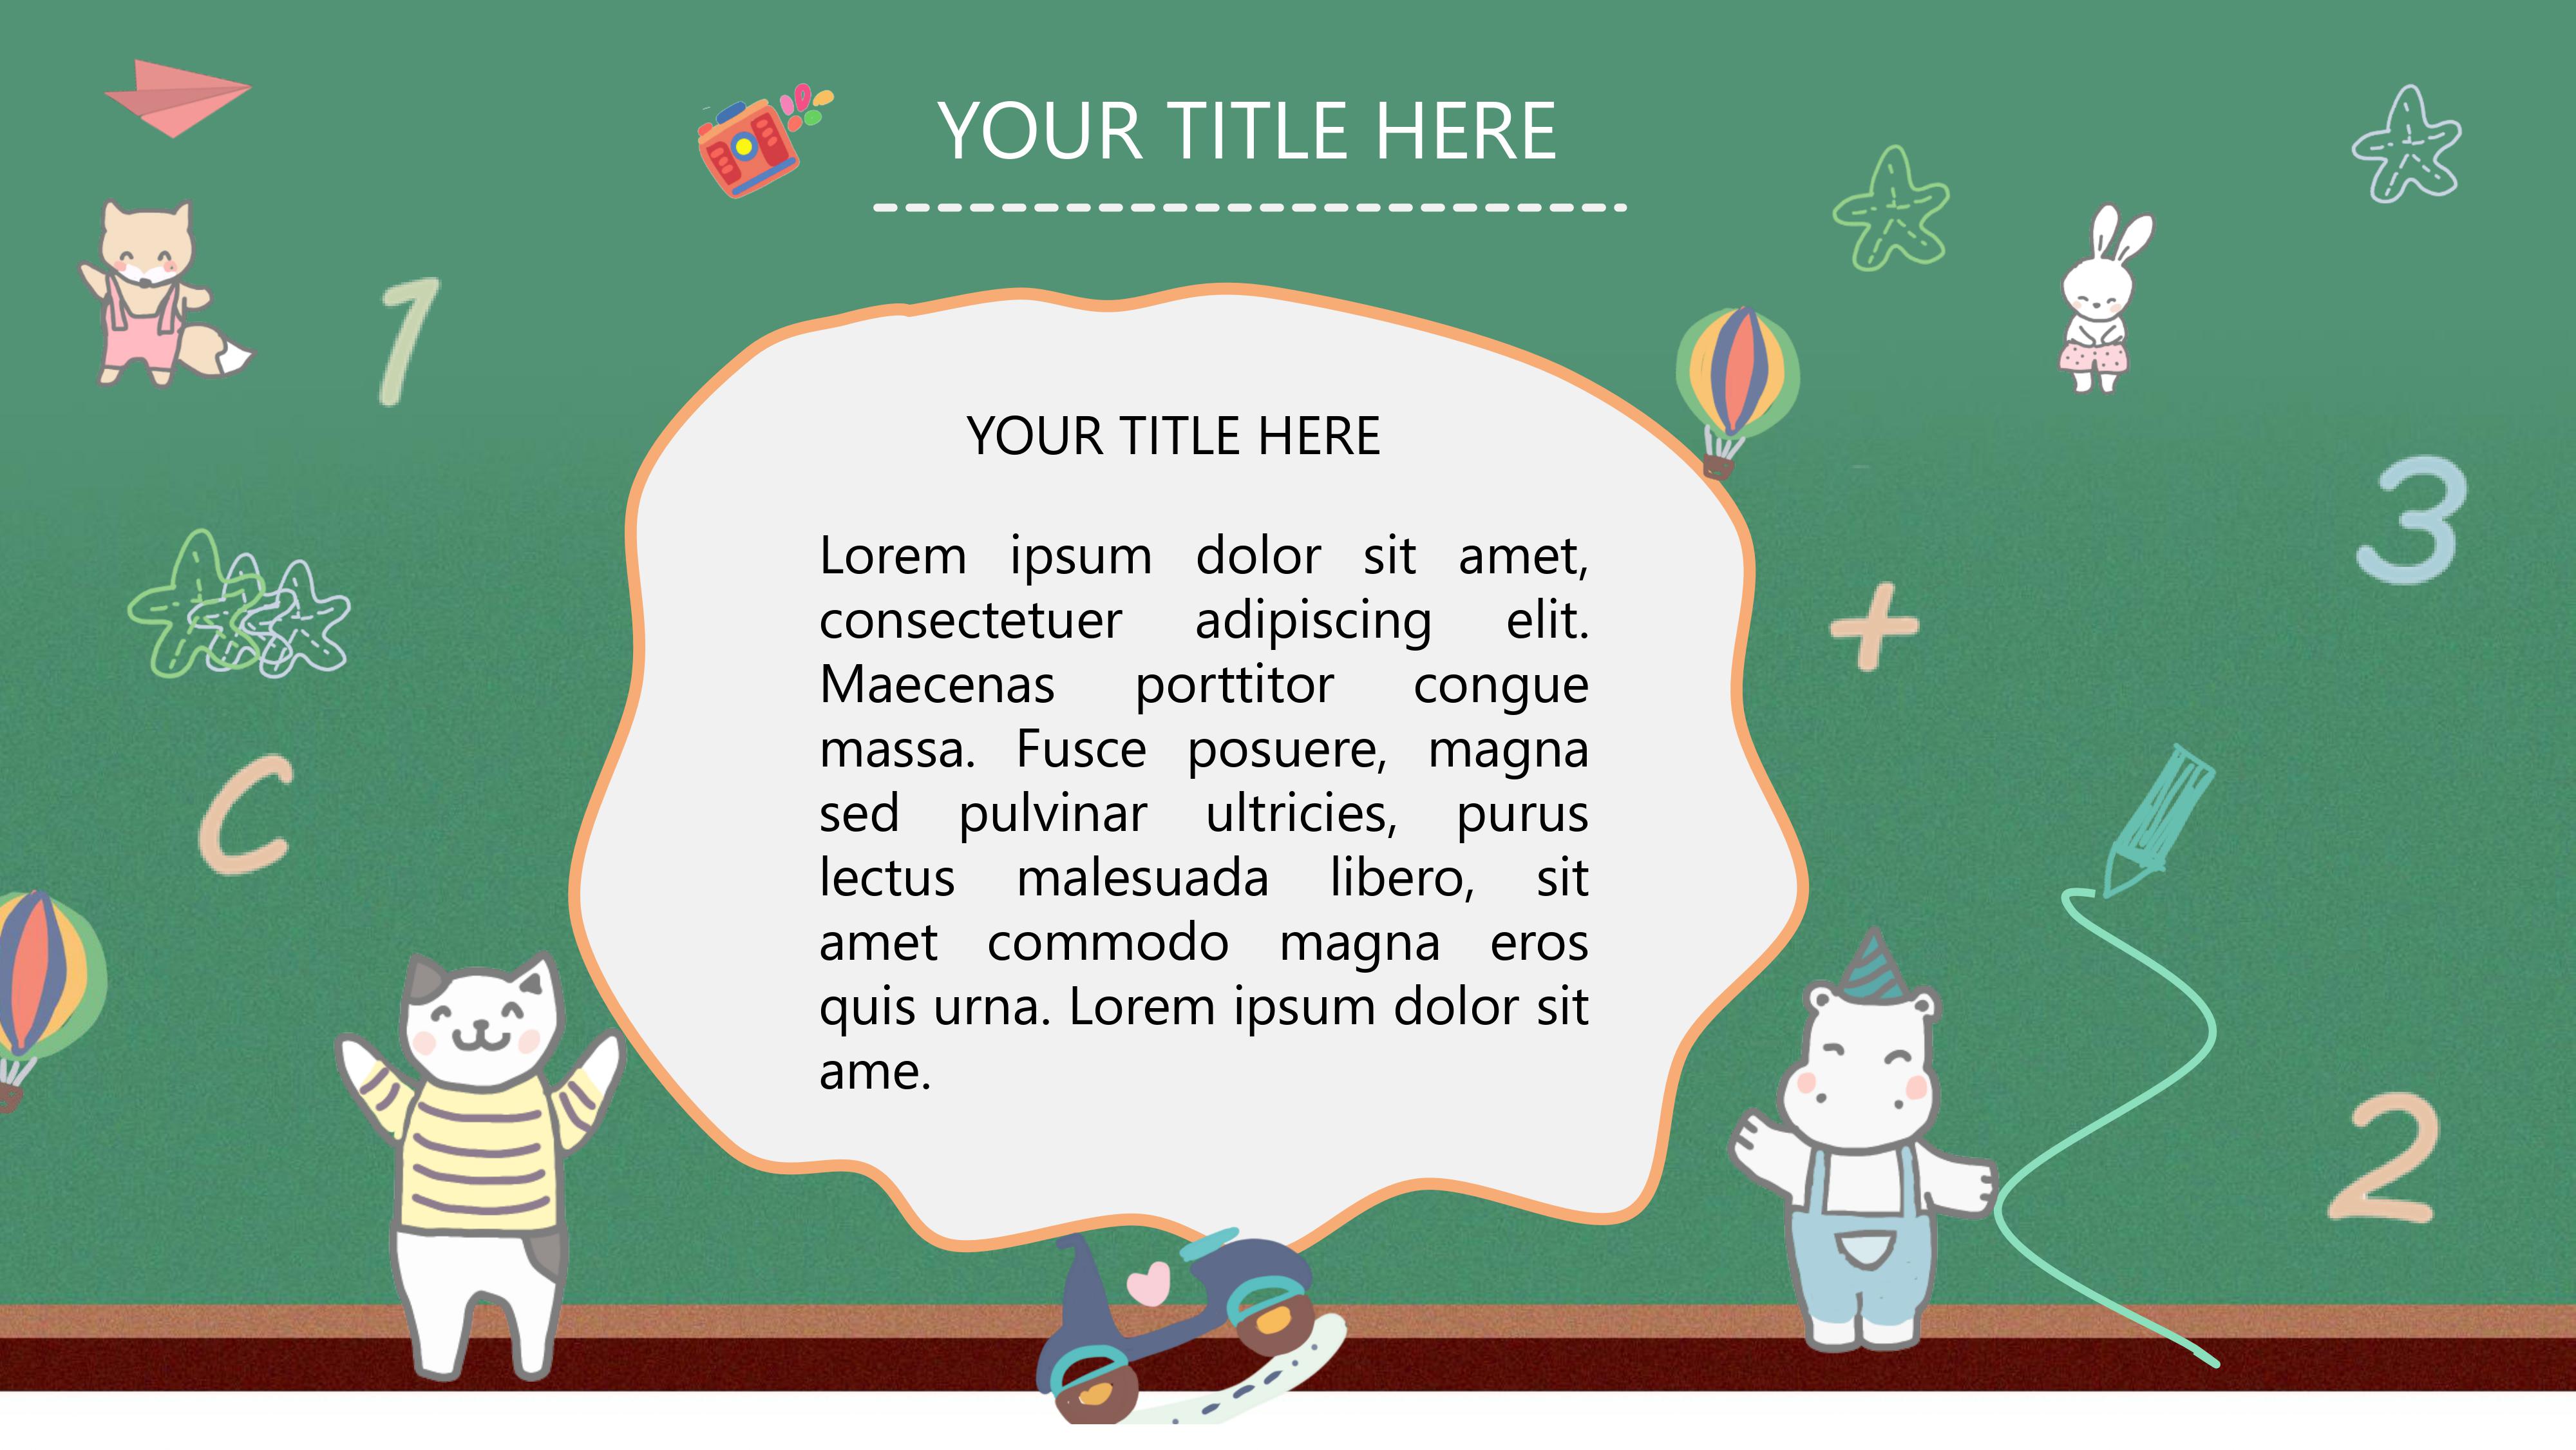 YOUR TITLE HERE
1
3
+
C
2
YOUR TITLE HERE
Lorem ipsum dolor sit amet,
consectetuer adipiscing elit.
Maecenas porttitor congue
massa. Fusce posuere, magna
sed pulvinar ultricies, purus
lectus malesuada libero, sit
amet commodo magna eros
quis urna. Lorem ipsum dolor sit
ame.